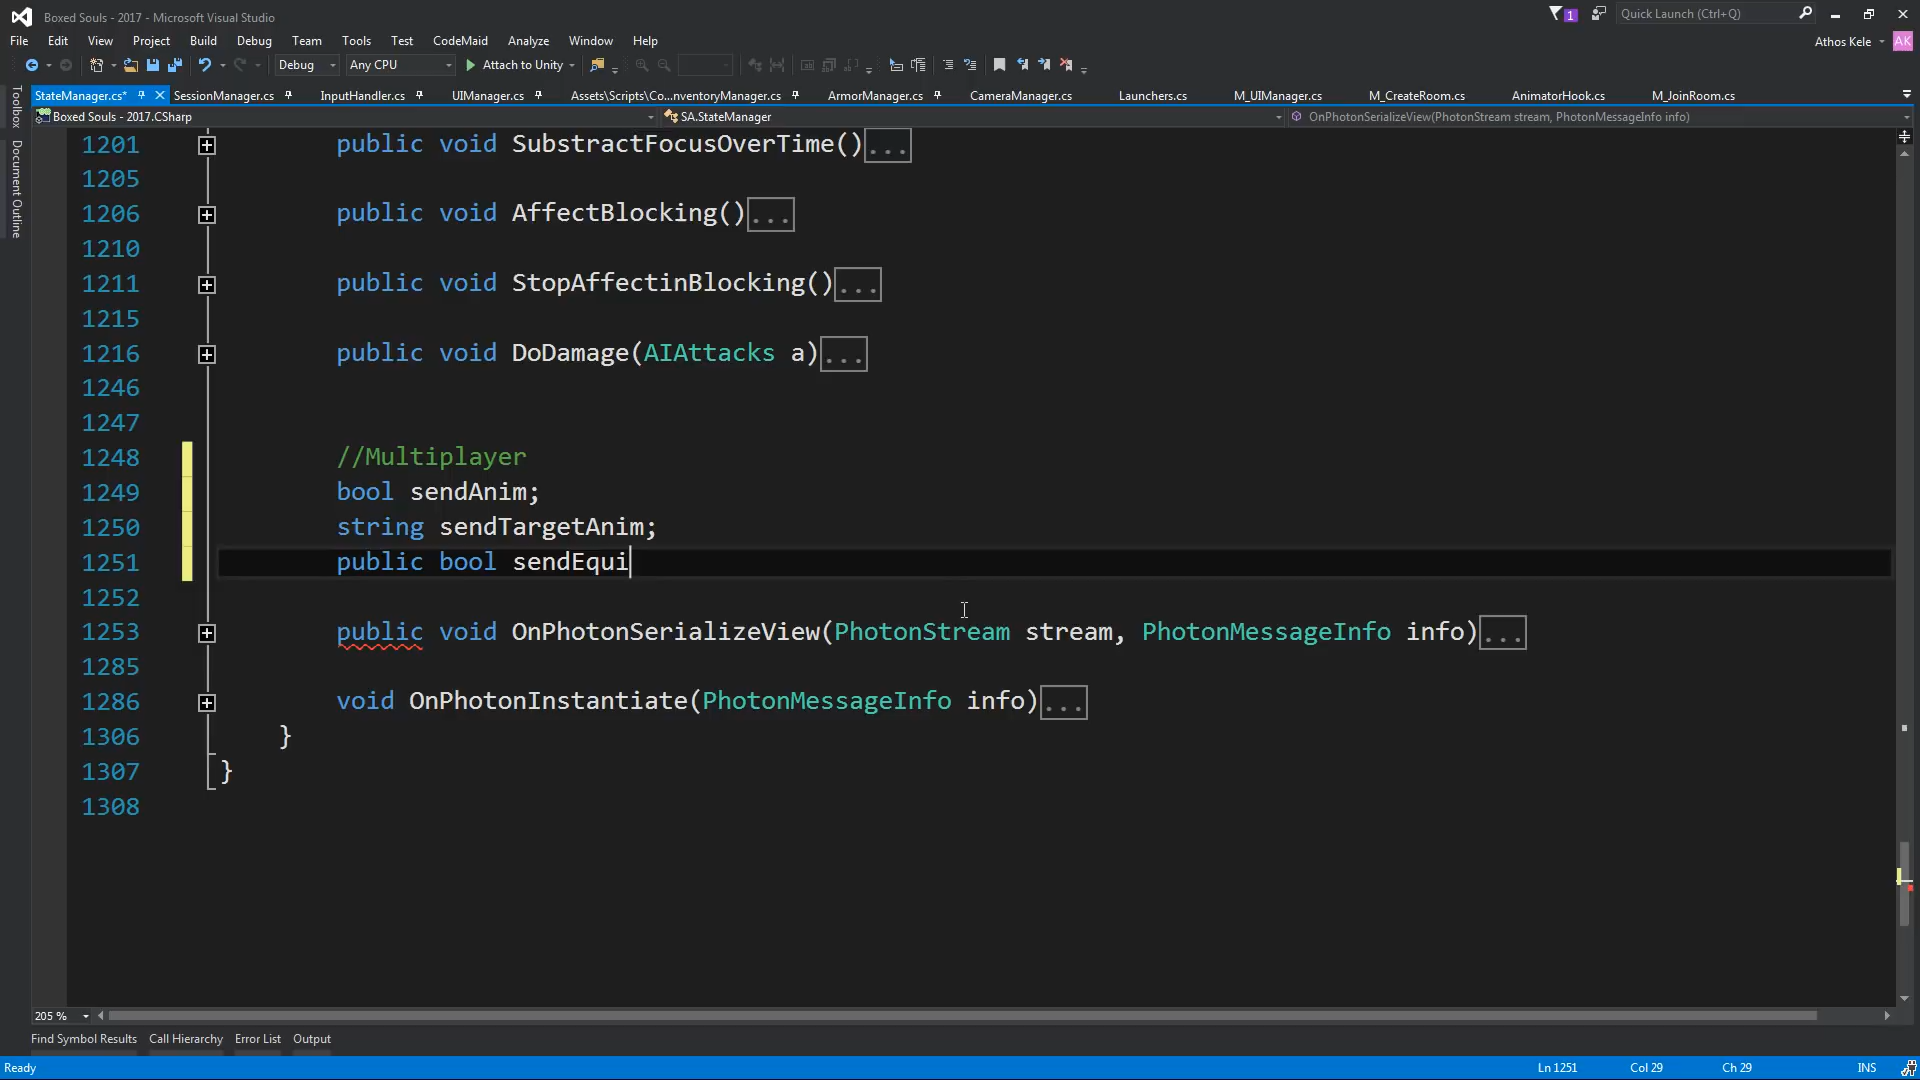 Boxed Souls - 2017 - Microsoft Visual Studio
1
Quick Launch (Ctrl+Q)
File Edit View Project Build Debug Team Tools Test CodeMaid Analyze Window Help
Athos Kele AK
Debug Any CPU Attach to Unity
StateManager.cs* SessionManager.cs InputHandler.cs UIManager.cs Assets\Scripts\Co...nventoryManager.cs ArmorManager.cs CameraManager.cs Launchers.cs M_UIManager.cs M_CreateRoom.cs AnimatorHook.cs M_JoinRoom.cs
Toolbox
Document Outline
Boxed Souls - 2017.CSharp SA.StateManager OnPhotonSerializeView(PhotonStream stream, PhotonMessageInfo info)
1201 public void SubstractFocusOverTime()...
1205
1206 public void AffectBlocking()...
1210
1211 public void StopAffectinBlocking()...
1215
1216 public void DoDamage(AIAttacks a)...
1246
1247
1248 //Multiplayer
1249 bool sendAnim;
1250 string sendTargetAnim;
1251 public bool sendEqui
1252
1253 public void OnPhotonSerializeView(PhotonStream stream, PhotonMessageInfo info)...
1285
1286 void OnPhotonInstantiate(PhotonMessageInfo info)...
1306 }
1307 }
1308
205 %
Find Symbol Results Call Hierarchy Error List Output
Ready Ln 1251 Col 29 Ch 29 INS